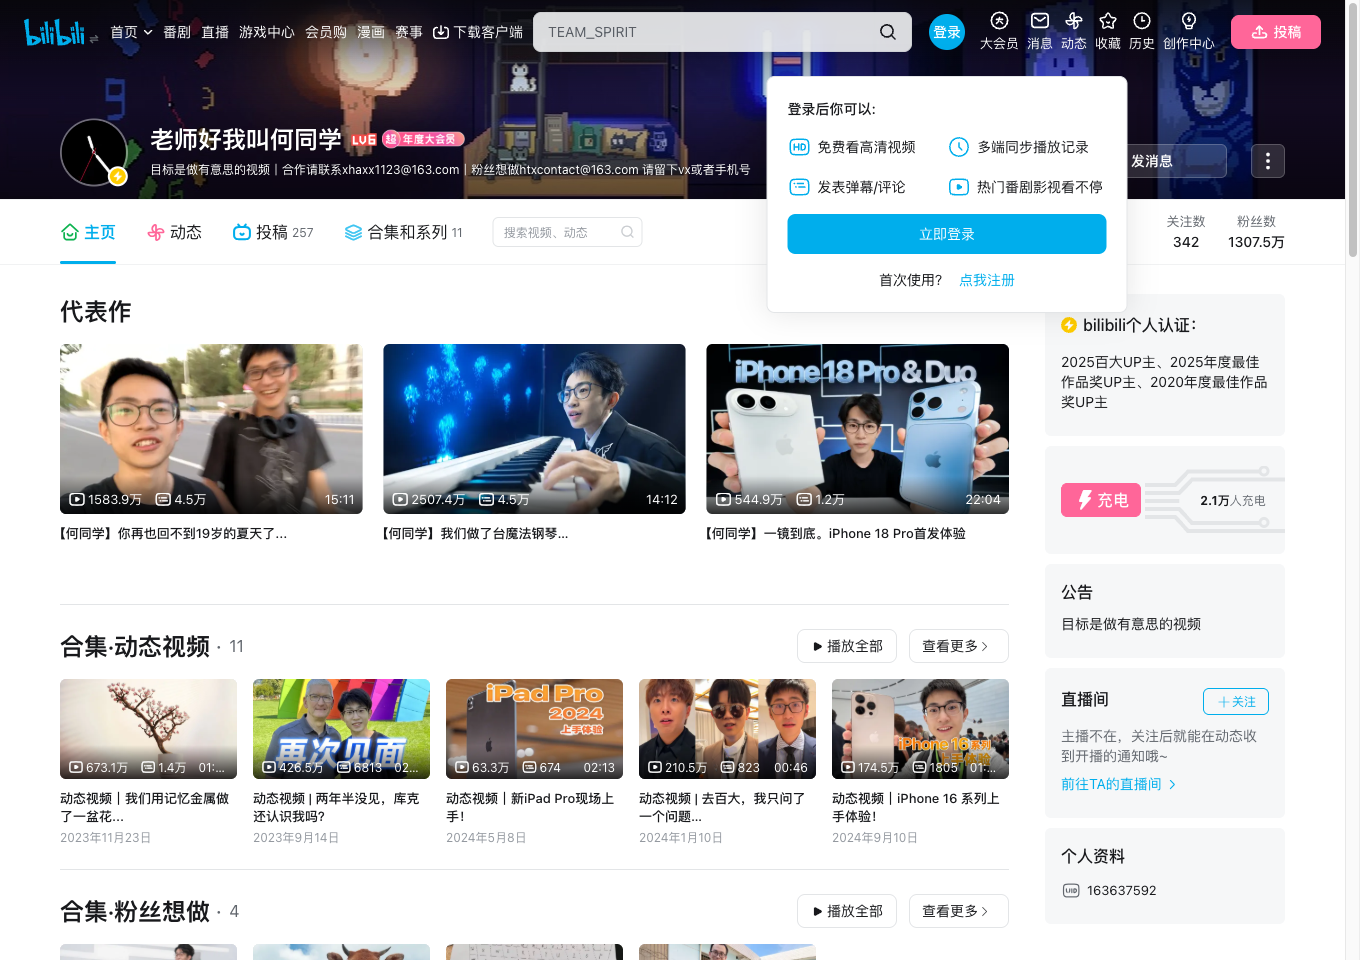 bilibili
首页
番剧
直播
游戏中心
会员购
漫画
赛事
下载客户端
TEAM_SPIRIT
登录
大会员
消息
动态
收藏
历史
创作中心
投稿
老师好我叫何同学
LV6
超 年度大会员
目标是做有意思的视频丨合作请联系xhaxx1123@163.com丨粉丝想做htxcontact@163.com 请留下vx或者手机号
发消息
登录后你可以:
HD 免费看高清视频
多端同步播放记录
发表弹幕/评论
热门番剧影视看不停
立即登录
首次使用?
点我注册
主页
动态
投稿 257
合集和系列 11
搜索视频、动态
关注数
342
粉丝数
1307.5万
代表作
1583.9万
4.5万
15:11
【何同学】你再也回不到19岁的夏天了...
2507.4万
4.5万
14:12
【何同学】我们做了台魔法钢琴...
iPhone 18 Pro & Duo
544.9万
1.2万
22:04
【何同学】一镜到底。iPhone 18 Pro首发体验
合集·动态视频 · 11
播放全部
查看更多
673.1万
1.4万
01:...
动态视频丨我们用记忆金属做了一盆花...
2023年11月23日
再次见面
426.5万
6813
02...
动态视频 | 两年半没见，库克还认识我吗?
2023年9月14日
iPad Pro
2024
上手体验
63.3万
674
02:13
动态视频丨新iPad Pro现场上手！
2024年5月8日
210.5万
823
00:46
动态视频 | 去百大，我只问了一个问题...
2024年1月10日
iPhone 16系列
上手体验
174.5万
1805
01:...
动态视频丨iPhone 16 系列上手体验！
2024年9月10日
合集·粉丝想做 · 4
播放全部
查看更多
bilibili个人认证：
2025百大UP主、2025年度最佳
作品奖UP主、2020年度最佳作品
奖UP主
充电
2.1万人充电
公告
目标是做有意思的视频
直播间
关注
主播不在，关注后就能在动态收
到开播的通知哦~
前往TA的直播间
个人资料
UID 163637592